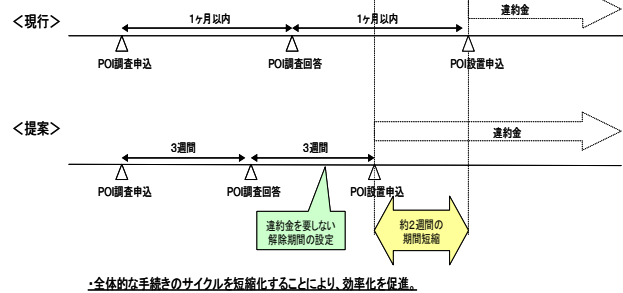 違約金
<現行>
1ヶ月以内
1ヶ月以内
POI調査申込
POI調査回答
POI設置申込
<提案>
違約金
3週間
3週間
POI調査申込
POI調査回答
POI設置申込
違約金を要しない
解除期間の設定
約2週間の
期間短縮
・全体的な手続きのサイクルを短縮化することにより、効率化を促進。